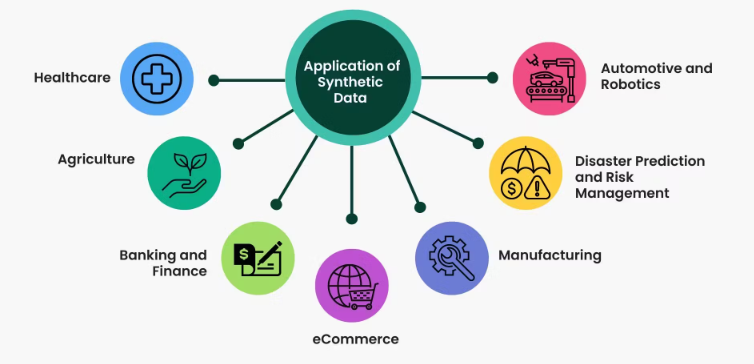 Application of
Synthetic
Data
Healthcare
Agriculture
Banking and
Finance
eCommerce
Manufacturing
Disaster Prediction
and Risk
Management
Automotive and
Robotics
$
$